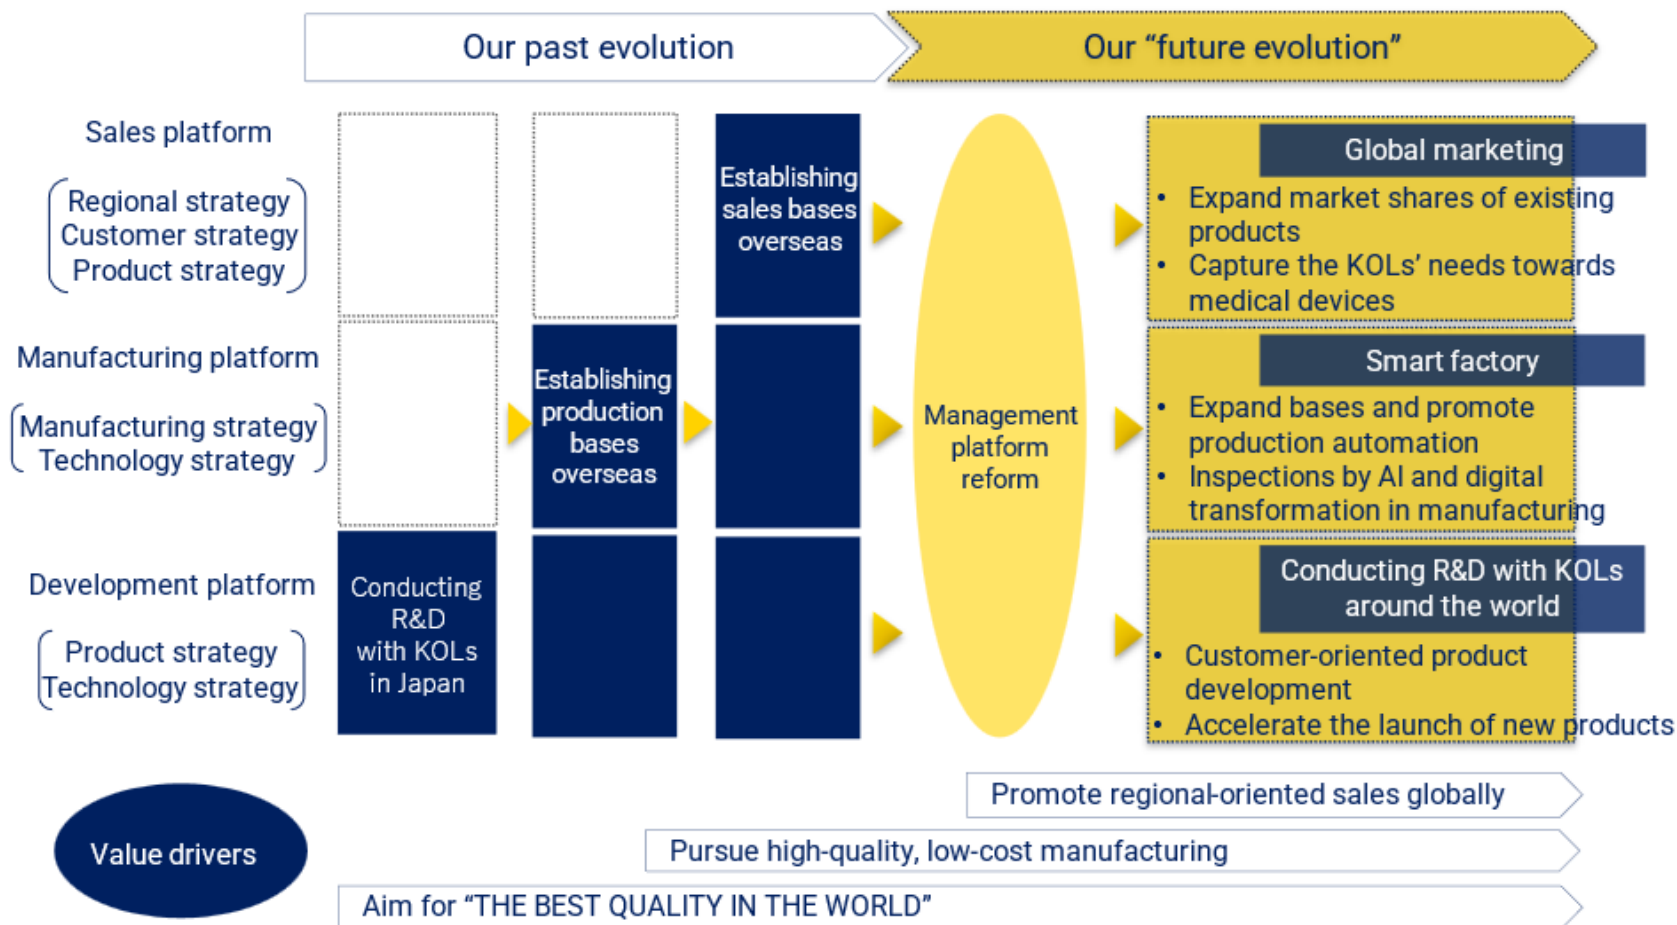 Our past evolution
Our “future evolution”
Sales platform
Regional strategy
Customer strategy
Product strategy
Establishing
sales bases
overseas
Global marketing
• Expand market shares of existing
products
• Capture the KOLs’ needs towards
medical devices
Manufacturing platform
Manufacturing strategy
Technology strategy
Establishing
production
bases
overseas
Management
platform
reform
Smart factory
• Expand bases and promote
production automation
• Inspections by AI and digital
transformation in manufacturing
Development platform
Product strategy
Technology strategy
Conducting
R&D
with KOLs
in Japan
Conducting R&D with KOLs
around the world
• Customer-oriented product
development
• Accelerate the launch of new products
Value drivers
Promote regional-oriented sales globally
Pursue high-quality, low-cost manufacturing
Aim for “THE BEST QUALITY IN THE WORLD”